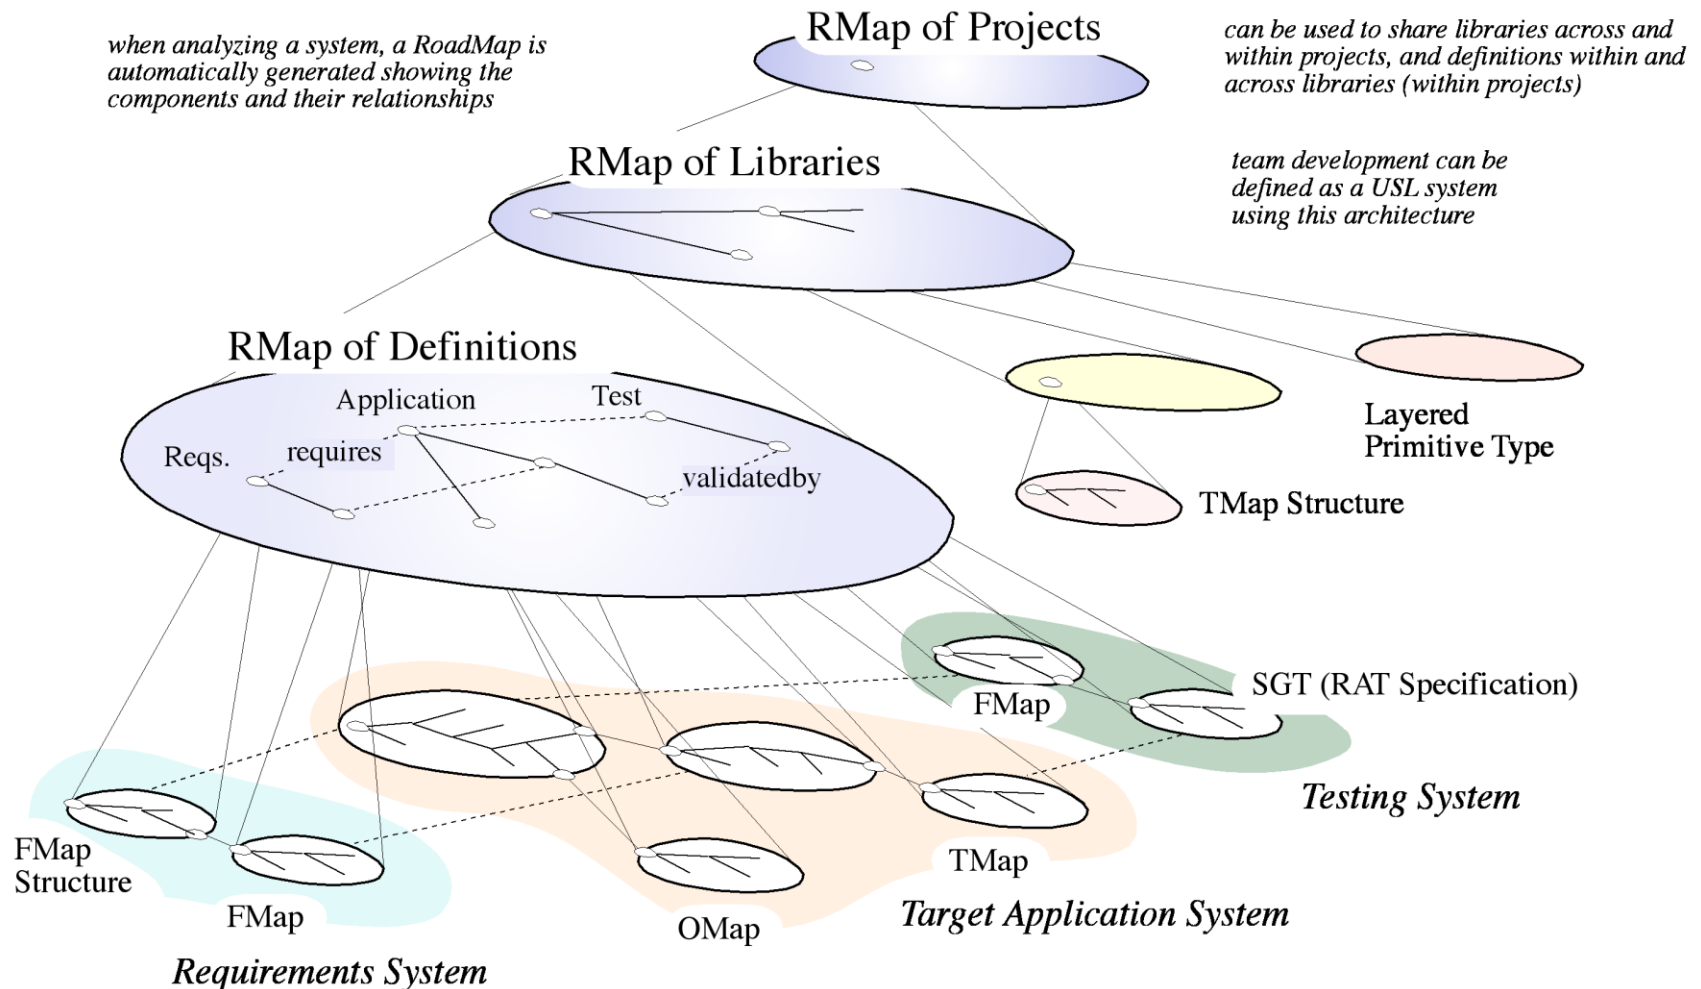 RMap of Projects
when analyzing a system, a RoadMap is
automatically generated showing the
components and their relationships
can be used to share libraries across and
within projects, and definitions within and
across libraries (within projects)
RMap of Libraries
team development can be
defined as a USL system
using this architecture
RMap of Definitions
Application
Test
Reqs.
requires
validatedby
Layered
Primitive Type
TMap Structure
SGT (RAT Specification)
FMap
Testing System
FMap
Structure
TMap
FMap
OMap
Target Application System
Requirements System